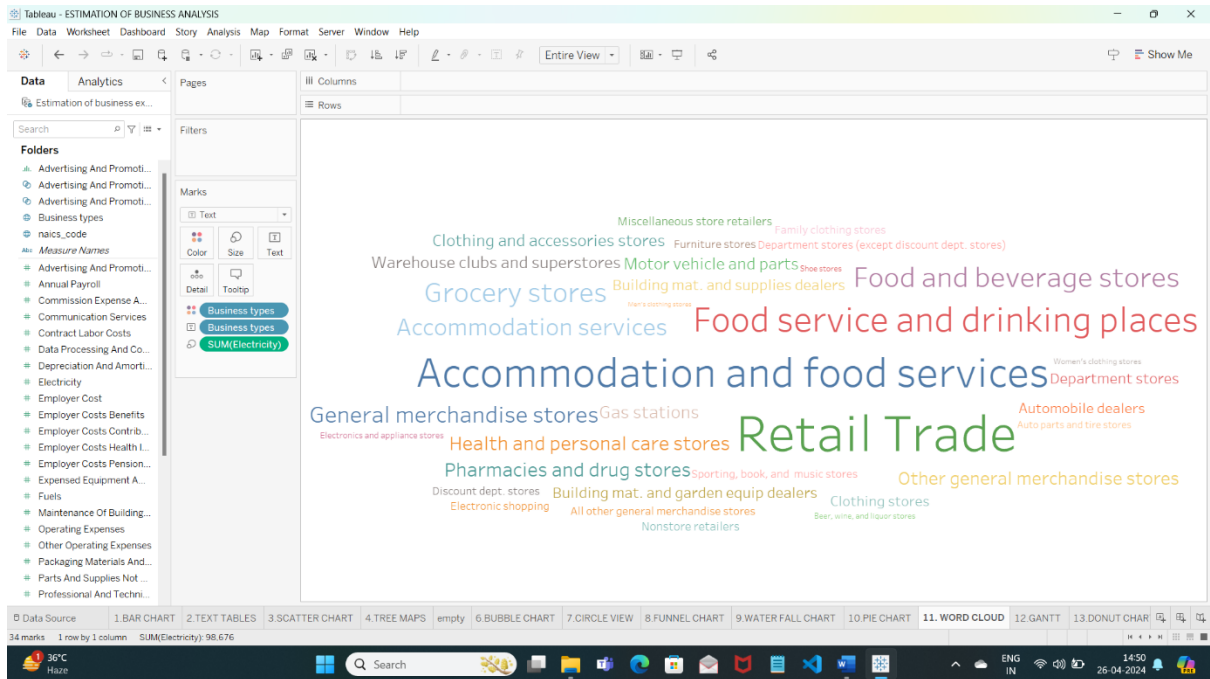 Tableau - ESTIMATION OF BUSINESS ANALYSIS
File Data Worksheet Dashboard Story Analysis Map Format Server Window Help
Entire View
Show Me
Data Analytics
Estimation of business ex...
Search
Folders
Advertising And Promoti...
Advertising And Promoti...
Advertising And Promoti...
Business types
naics_code
Abc Measure Names
# Advertising And Promoti...
# Annual Payroll
# Commission Expense A...
# Communication Services
# Contract Labor Costs
# Data Processing And Co...
# Depreciation And Amorti...
# Electricity
# Employer Cost
# Employer Costs Benefits
# Employer Costs Contrib...
# Employer Costs Health I...
# Employer Costs Pension...
# Expensed Equipment A...
# Fuels
# Maintenance Of Building...
# Operating Expenses
# Other Operating Expenses
# Packaging Materials And...
# Parts And Supplies Not ...
# Professional And Techni...
Pages
Filters
Marks
Text
Color Size Text
Detail Tooltip
Business types
Business types
SUM(Electricity)
Columns
Rows
Miscellaneous store retailers
Family clothing stores
Clothing and accessories stores Furniture stores Department stores (except discount dept. stores)
Warehouse clubs and superstores Motor vehicle and parts Shoe stores
Food and beverage stores
Building mat. and supplies dealers
Grocery stores
Men's clothing stores
Accommodation services Food service and drinking places
Accommodation and food services
Women's clothing stores
Department stores
General merchandise stores Gas stations
Automobile dealers
Auto parts and tire stores
Electronics and appliance stores Health and personal care stores Retail Trade
Pharmacies and drug stores Sporting, book, and music stores
Other general merchandise stores
Discount dept. stores Building mat. and garden equip dealers
Clothing stores
Electronic shopping All other general merchandise stores
Beer, wine, and liquor stores
Nonstore retailers
Data Source 1.BAR CHART 2.TEXT TABLES 3.SCATTER CHART 4.TREE MAPS empty 6.BUBBLE CHART 7.CIRCLE VIEW 8.FUNNEL CHART 9.WATER FALL CHART 10.PIE CHART 11. WORD CLOUD 12.GANTT 13.DONUT CHAR
34 marks 1 row by 1 column SUM(Electricity): 98,676
1
36°C
Haze
Search
ENG
IN
14:50
26-04-2024
PRE